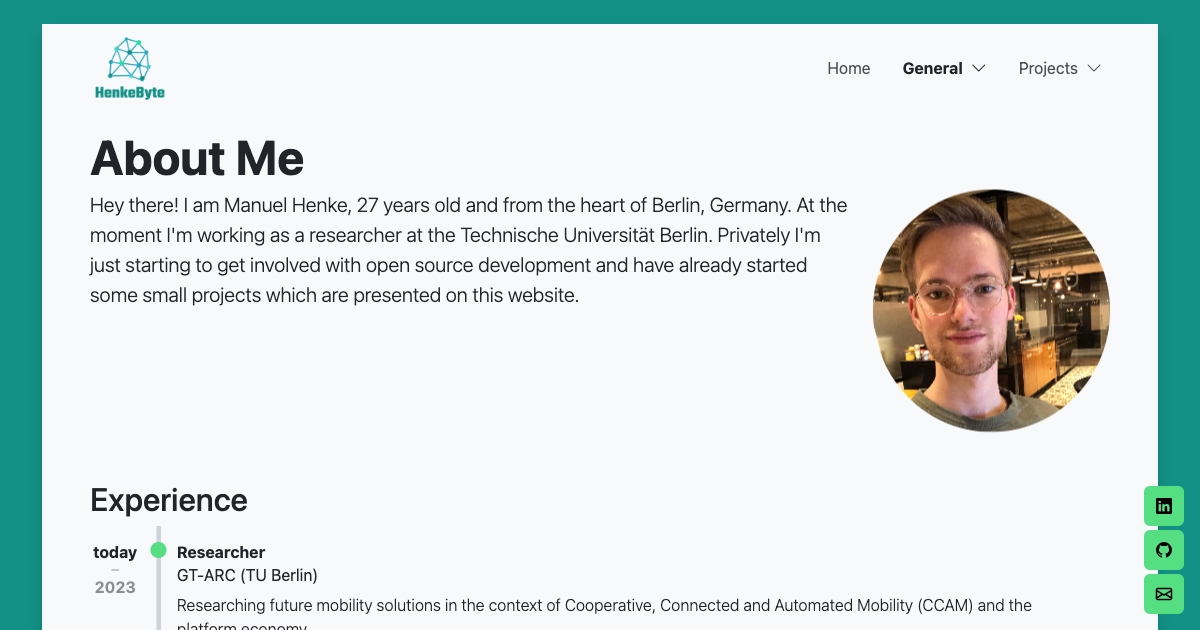 HenkeByte
Home
General
Projects
About Me
Hey there! I am Manuel Henke, 27 years old and from the heart of Berlin, Germany. At the
moment I'm working as a researcher at the Technische Universität Berlin. Privately I'm
just starting to get involved with open source development and have already started
some small projects which are presented on this website.
Experience
today
–
2023
Researcher
GT-ARC (TU Berlin)
Researching future mobility solutions in the context of Cooperative, Connected and Automated Mobility (CCAM) and the
platform economy